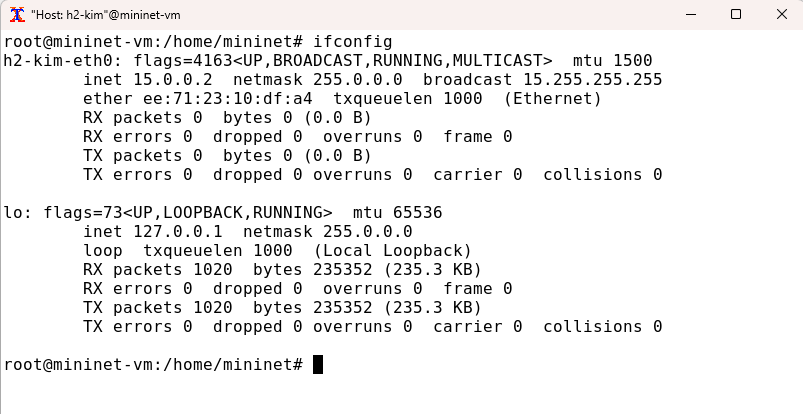 "Host: h2-kim"@mininet-vm
root@mininet-vm:/home/mininet# ifconfig
h2-kim-eth0: flags=4163<UP,BROADCAST,RUNNING,MULTICAST>  mtu 1500
        inet 15.0.0.2  netmask 255.0.0.0  broadcast 15.255.255.255
        ether ee:71:23:10:df:a4  txqueuelen 1000  (Ethernet)
        RX packets 0  bytes 0 (0.0 B)
        RX errors 0  dropped 0  overruns 0  frame 0
        TX packets 0  bytes 0 (0.0 B)
        TX errors 0  dropped 0 overruns 0  carrier 0  collisions 0

lo: flags=73<UP,LOOPBACK,RUNNING>  mtu 65536
        inet 127.0.0.1  netmask 255.0.0.0
        loop  txqueuelen 1000  (Local Loopback)
        RX packets 1020  bytes 235352 (235.3 KB)
        RX errors 0  dropped 0  overruns 0  frame 0
        TX packets 1020  bytes 235352 (235.3 KB)
        TX errors 0  dropped 0 overruns 0  carrier 0  collisions 0

root@mininet-vm:/home/mininet#